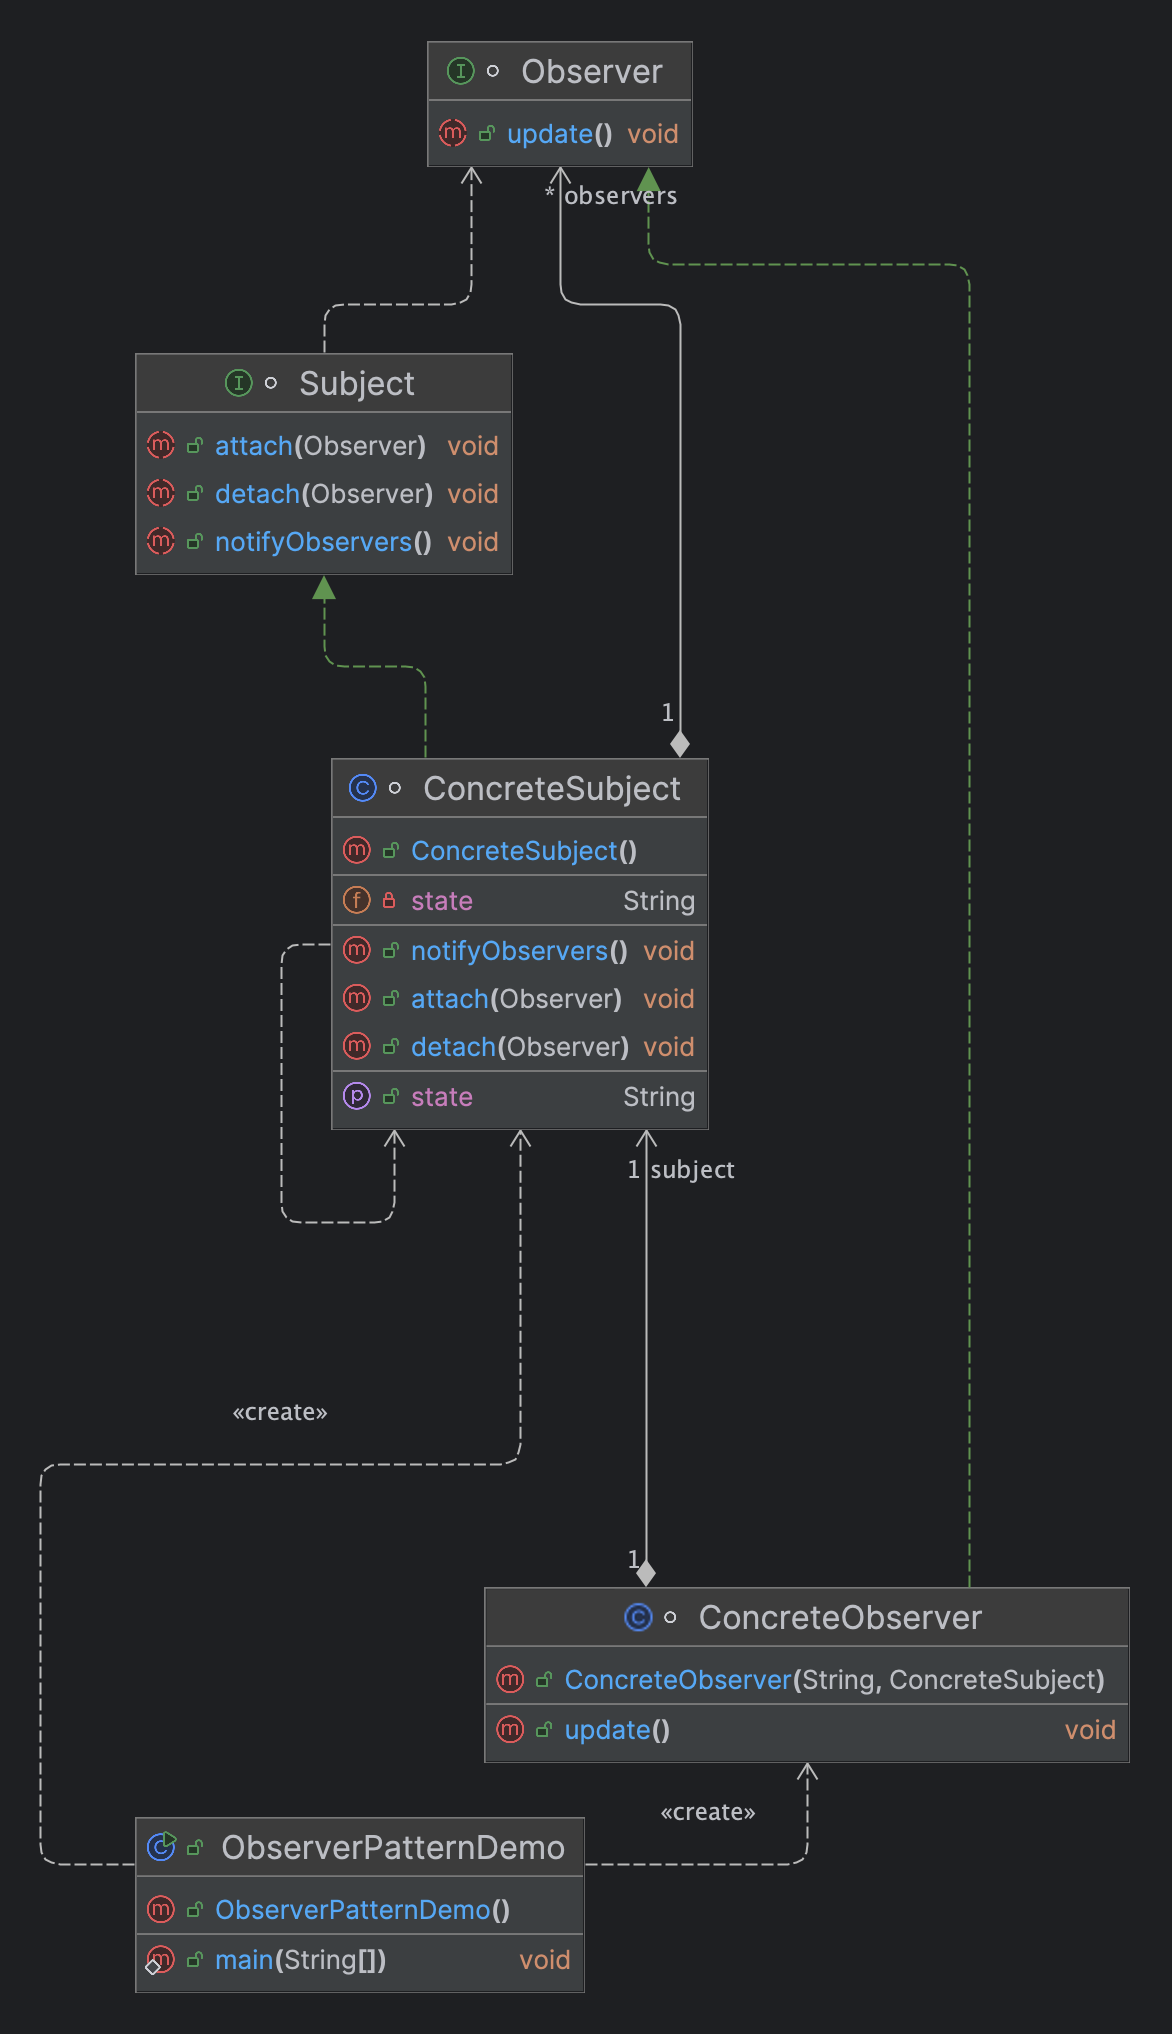 Observer
update() void
* observers
Subject
attach(Observer) void
detach(Observer) void
notifyObservers() void
1
ConcreteSubject
ConcreteSubject()
state String
notifyObservers() void
attach(Observer) void
detach(Observer) void
state String
1 subject
«create»
1
ConcreteObserver
ConcreteObserver(String, ConcreteSubject)
update() void
«create»
ObserverPatternDemo
ObserverPatternDemo()
main(String[]) void